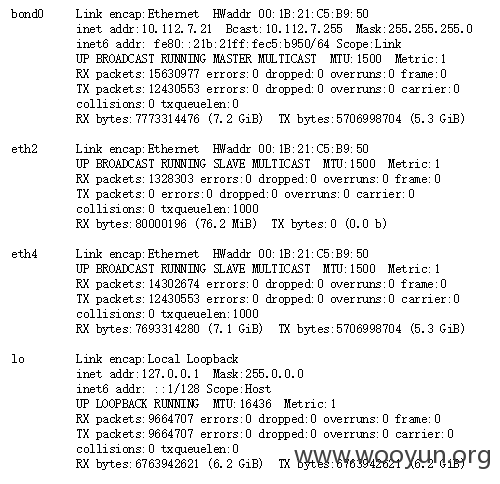 bond0 Link encap:Ethernet HWaddr 00:1B:21:C5:B9:50
inet addr:10.112.7.21 Bcast:10.112.7.255 Mask:255.255.255.0
inet6 addr: fe80::21b:21ff:fec5:b950/64 Scope:Link
UP BROADCAST RUNNING MASTER MULTICAST MTU:1500 Metric:1
RX packets:15630977 errors:0 dropped:0 overruns:0 frame:0
TX packets:12430553 errors:0 dropped:0 overruns:0 carrier:0
collisions:0 txqueuelen:0
RX bytes:7773314476 (7.2 GiB) TX bytes:5706998704 (5.3 GiB)
eth2 Link encap:Ethernet HWaddr 00:1B:21:C5:B9:50
UP BROADCAST RUNNING SLAVE MULTICAST MTU:1500 Metric:1
RX packets:1328303 errors:0 dropped:0 overruns:0 frame:0
TX packets:0 errors:0 dropped:0 overruns:0 carrier:0
collisions:0 txqueuelen:1000
RX bytes:80000196 (76.2 MiB) TX bytes:0 (0.0 b)
eth4 Link encap:Ethernet HWaddr 00:1B:21:C5:B9:50
UP BROADCAST RUNNING SLAVE MULTICAST MTU:1500 Metric:1
RX packets:14302674 errors:0 dropped:0 overruns:0 frame:0
TX packets:12430553 errors:0 dropped:0 overruns:0 carrier:0
collisions:0 txqueuelen:1000
RX bytes:7693314280 (7.1 GiB) TX bytes:5706998704 (5.3 GiB)
lo Link encap:Local Loopback
inet addr:127.0.0.1 Mask:255.0.0.0
inet6 addr: ::1/128 Scope:Host
UP LOOPBACK RUNNING MTU:16436 Metric:1
RX packets:9664707 errors:0 dropped:0 overruns:0 frame:0
TX packets:9664707 errors:0 dropped:0 overruns:0 carrier:0
collisions:0 txqueuelen:0
RX bytes:6763942621 (6.2 GiB) TX bytes:6763942621 (6.2 GiB)
www.wooyun.org